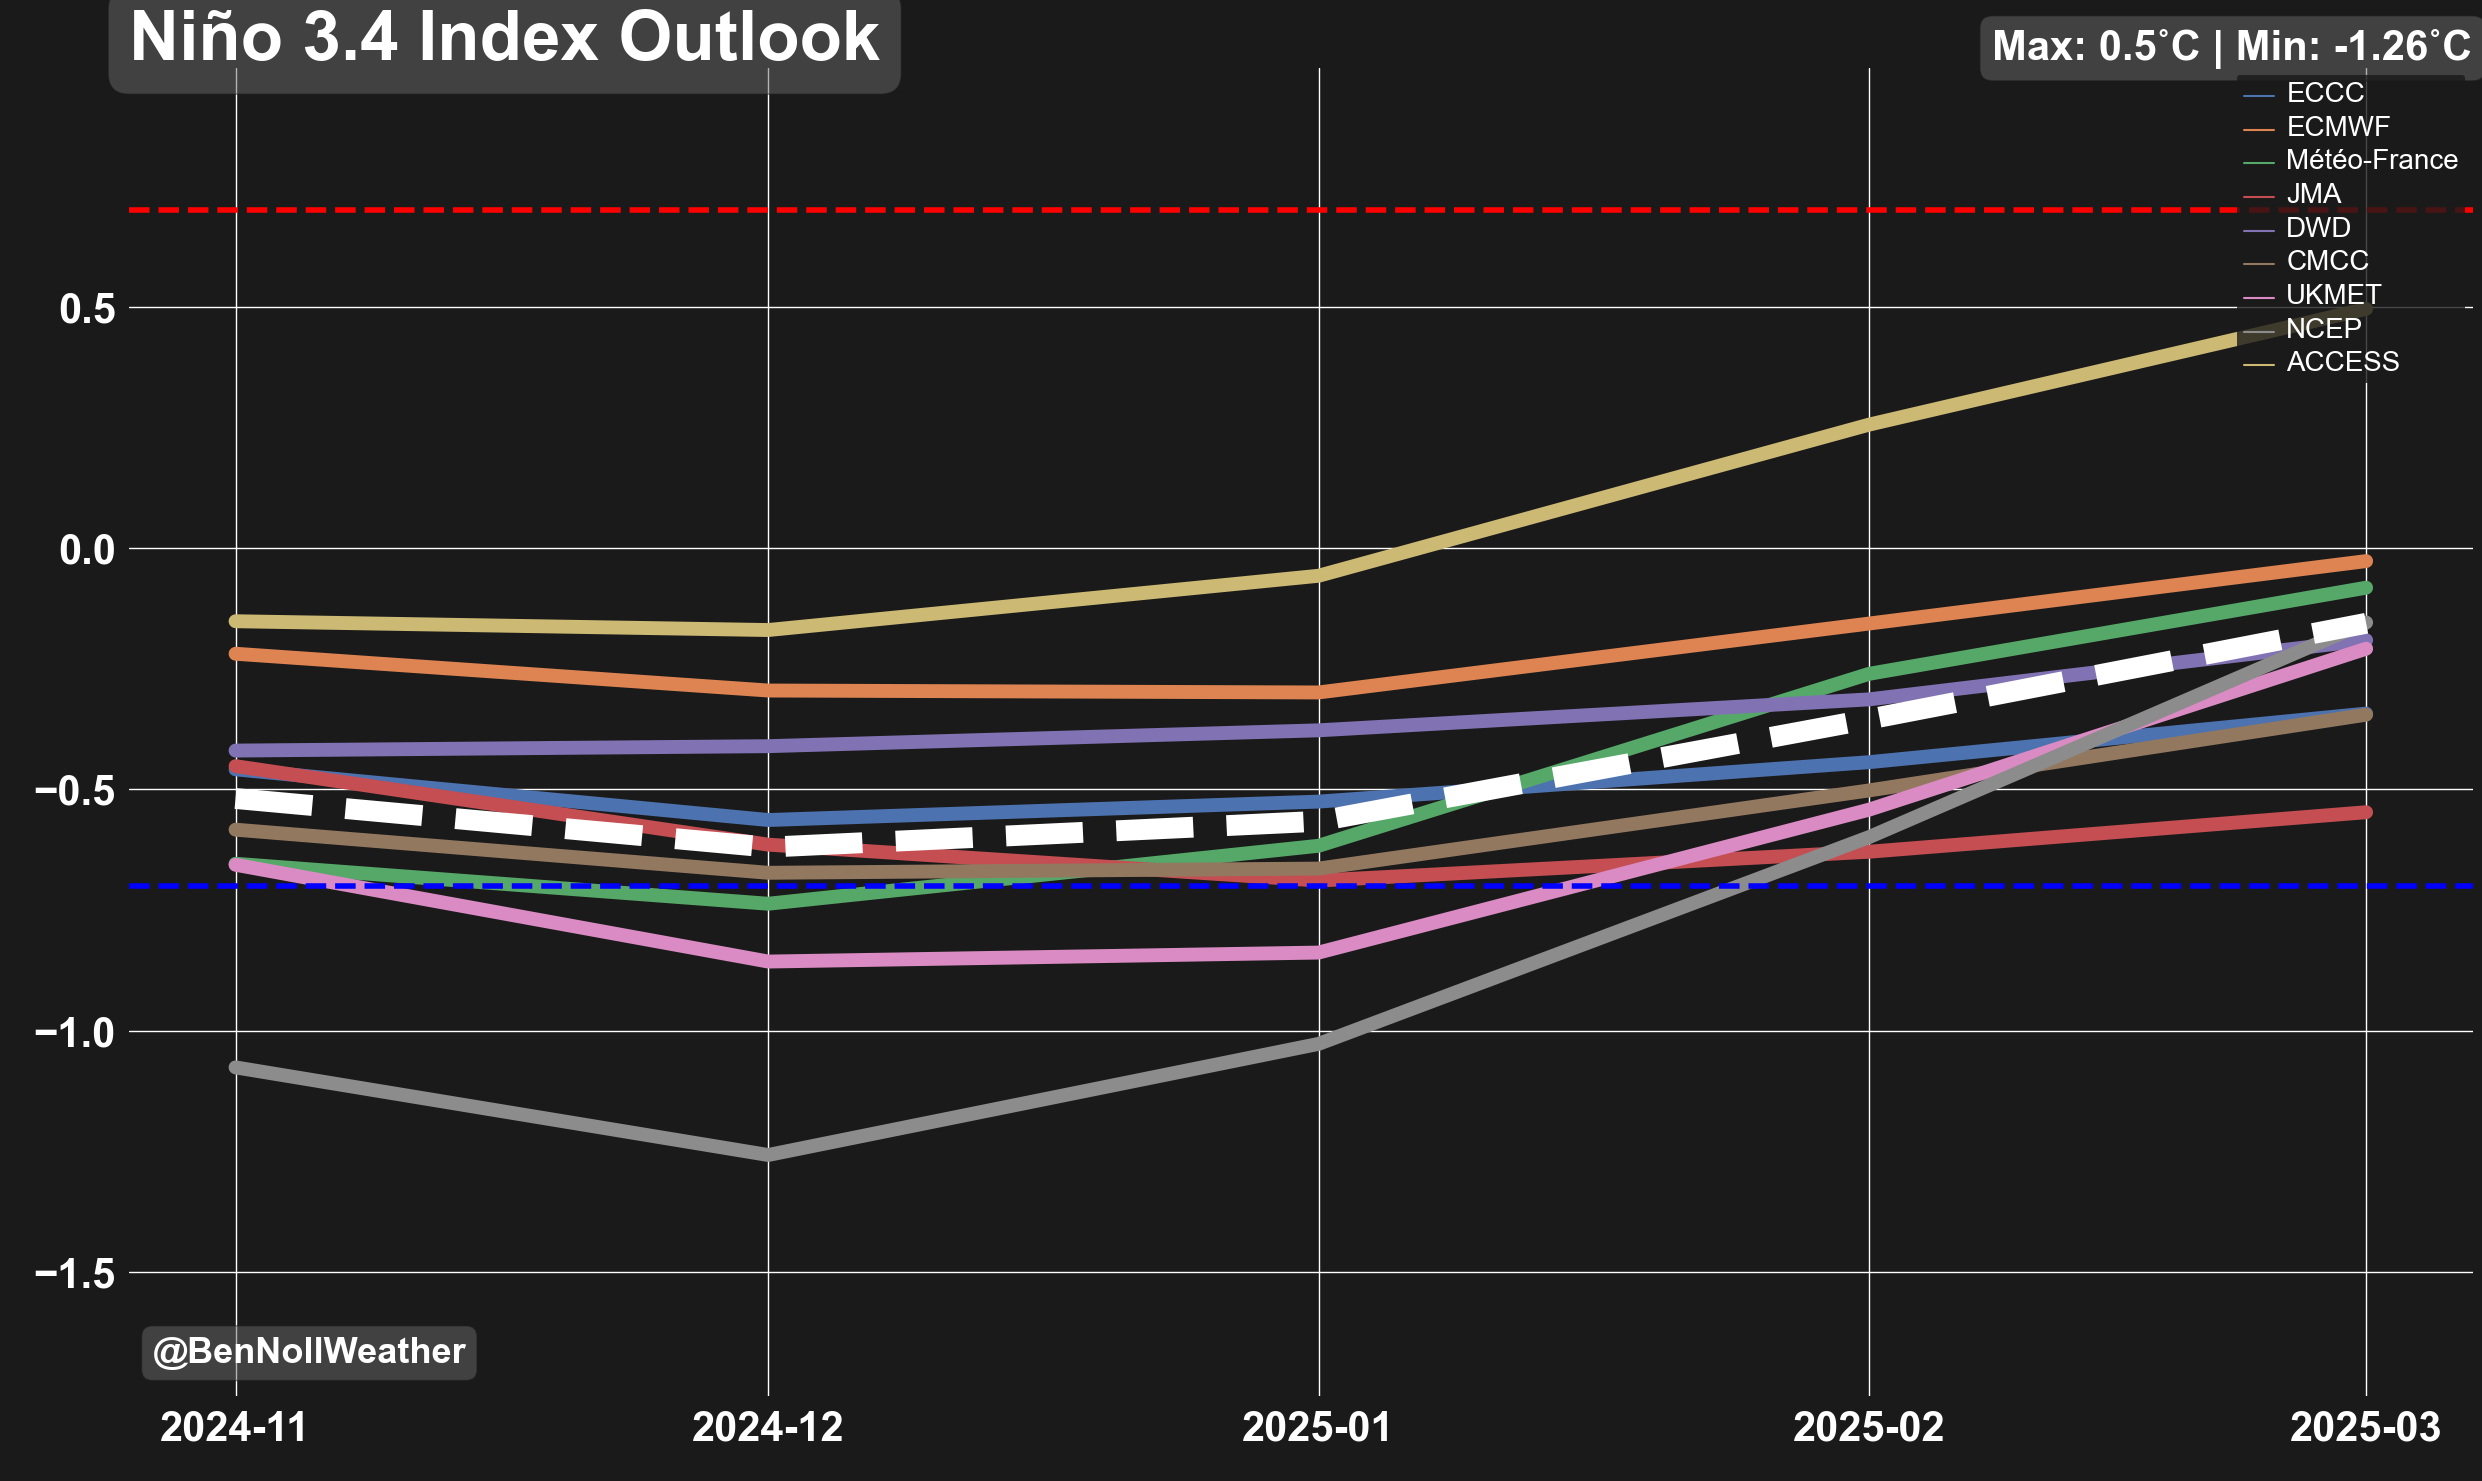 Niño 3.4 Index Outlook
Max: 0.5˚C | Min: -1.26˚C
ECCC
ECMWF
Météo-France
JMA
DWD
CMCC
UKMET
NCEP
ACCESS
0.5
0.0
−0.5
−1.0
−1.5
@BenNollWeather
2024-11 2024-12 2025-01 2025-02 2025-03